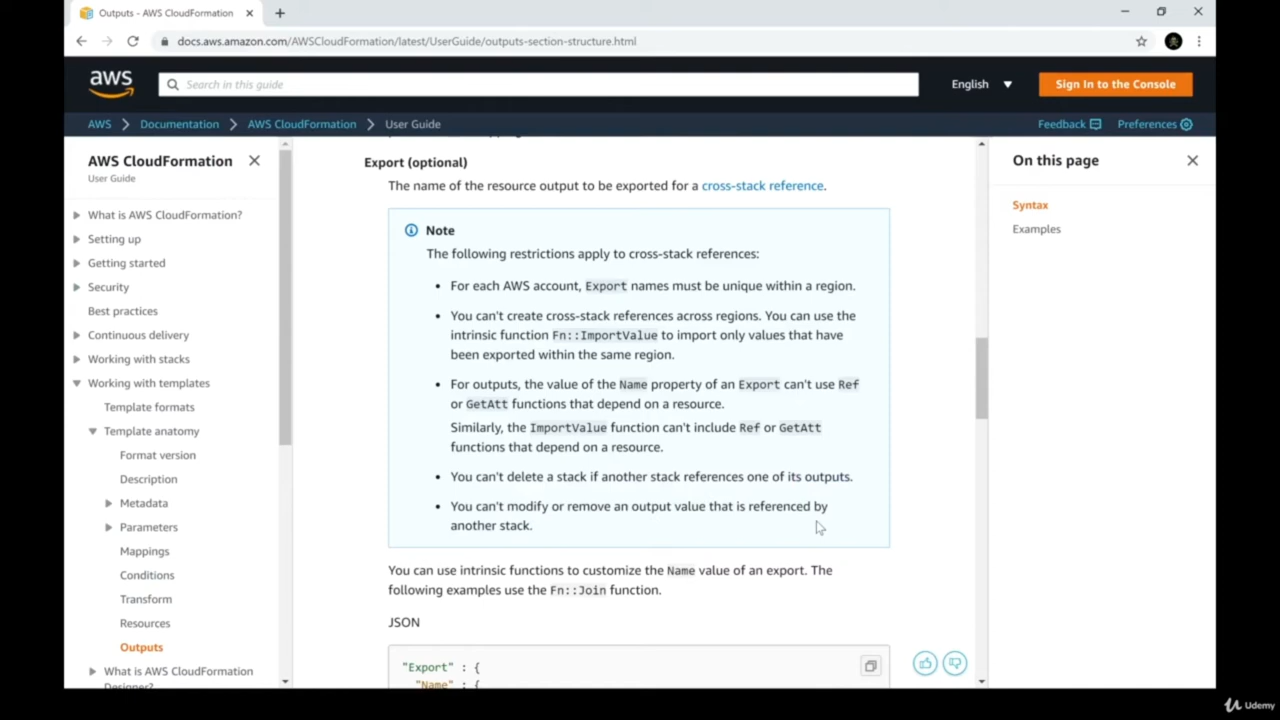 Outputs - AWS CloudFormation
docs.aws.amazon.com/AWSCloudFormation/latest/UserGuide/outputs-section-structure.html
aws
Search in this guide
English
Sign In to the Console
AWS
Documentation
AWS CloudFormation
User Guide
Feedback
Preferences
AWS CloudFormation
User Guide
What is AWS CloudFormation?
Setting up
Getting started
Security
Best practices
Continuous delivery
Working with stacks
Working with templates
Template formats
Template anatomy
Format version
Description
Metadata
Parameters
Mappings
Conditions
Transform
Resources
Outputs
What is AWS CloudFormation
Designer?
Export (optional)
The name of the resource output to be exported for a cross-stack reference.
Note
The following restrictions apply to cross-stack references:
• For each AWS account, Export names must be unique within a region.
• You can't create cross-stack references across regions. You can use the
intrinsic function Fn::ImportValue to import only values that have
been exported within the same region.
• For outputs, the value of the Name property of an Export can't use Ref
or GetAtt functions that depend on a resource.
Similarly, the ImportValue function can't include Ref or GetAtt
functions that depend on a resource.
• You can't delete a stack if another stack references one of its outputs.
• You can't modify or remove an output value that is referenced by
another stack.
You can use intrinsic functions to customize the Name value of an export. The
following examples use the Fn::Join function.
JSON
"Export" : {
"Name" : {
On this page
Syntax
Examples
Udemy